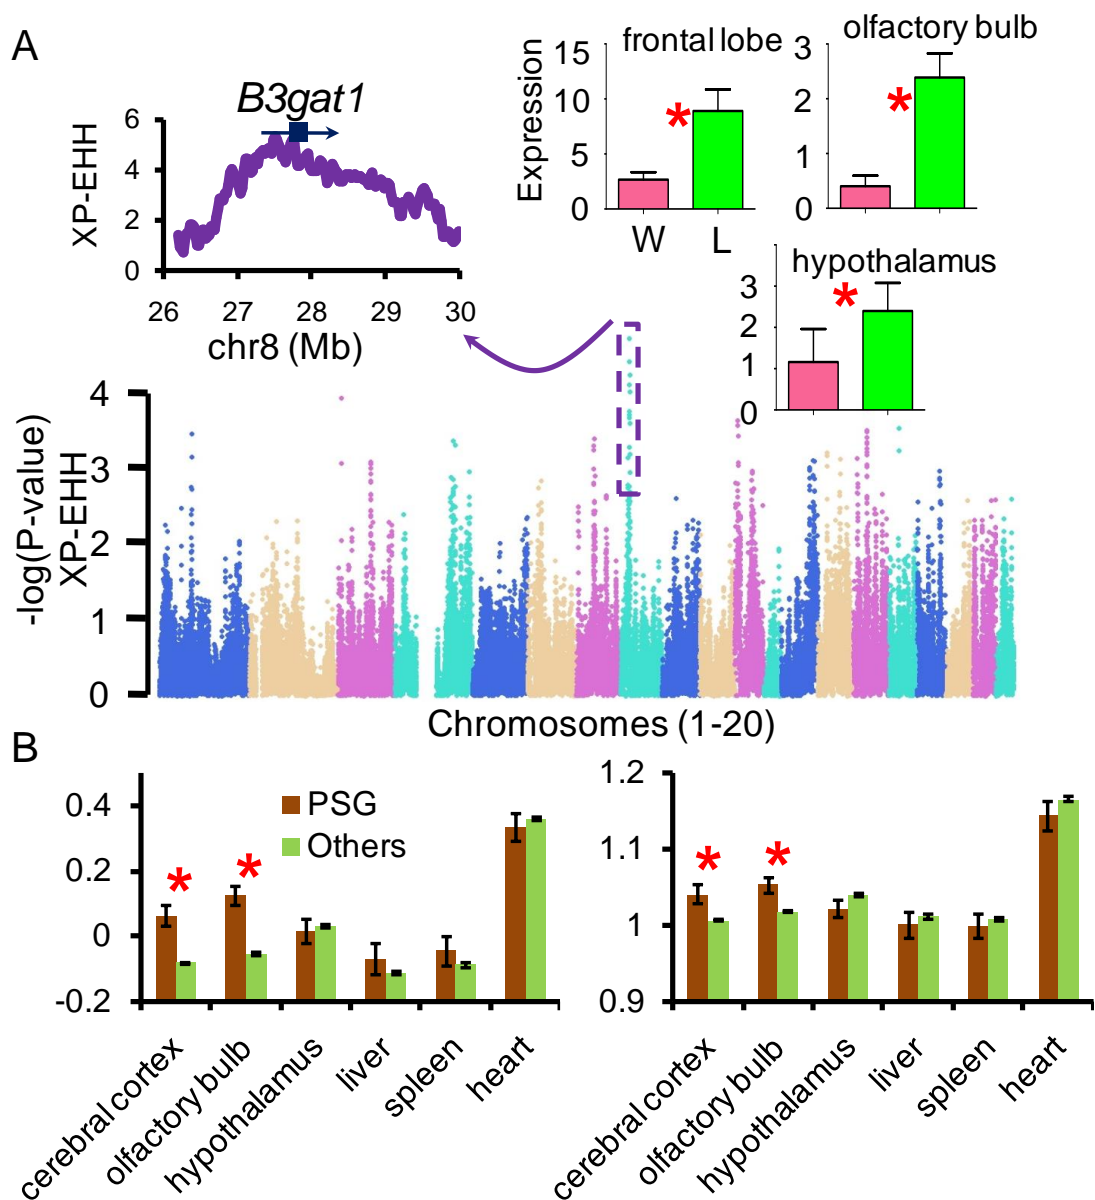 A
B3gat1
XP-EHH
6
4
2
0
26
27
28
29
30
chr8 (Mb)
Expression
frontal lobe
15
10
5
0
*
W
L
olfactory bulb
3
2
1
0
*
hypothalamus
3
2
1
0
*
-log(P-value)
XP-EHH
4
3
2
1
0
Chromosomes (1-20)
B
0.4
0.2
0
-0.2
PSG
Others
*
*
cerebral cortex
olfactory bulb
hypothalamus
liver
spleen
heart
1.2
1.1
1
0.9
*
*
cerebral cortex
olfactory bulb
hypothalamus
liver
spleen
heart